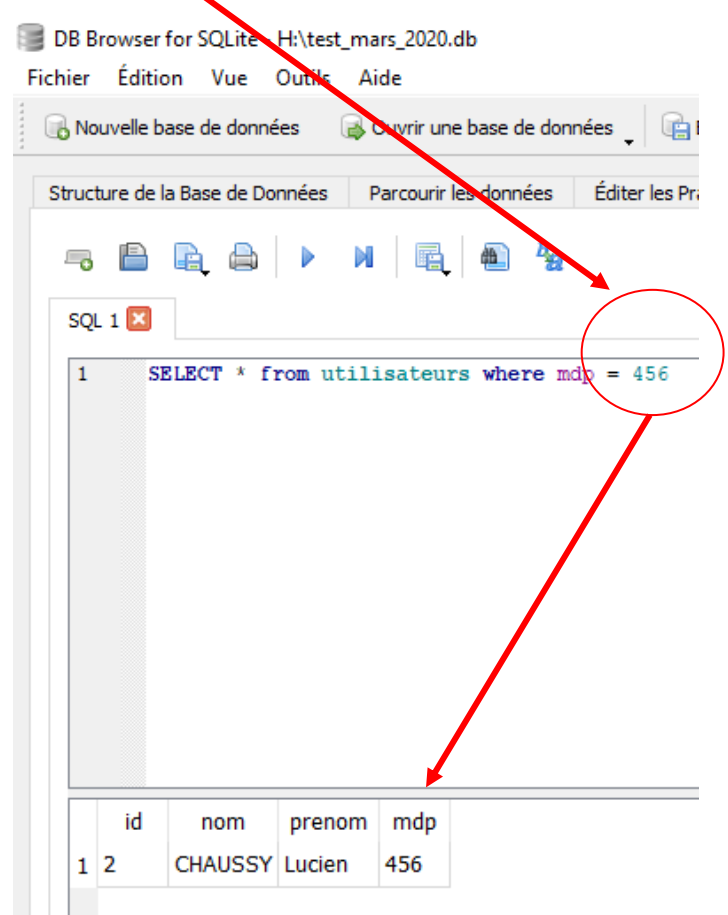 DB Browser for SQLite - H:\test_mars_2020.db
Fichier Édition Vue Outils Aide
Nouvelle base de données Ouvrir une base de données
Structure de la Base de Données Parcourir les données Éditer les Pra
SQL 1
1 SELECT * from utilisateurs where mdp = 456
id nom prenom mdp
1 2 CHAUSSY Lucien 456